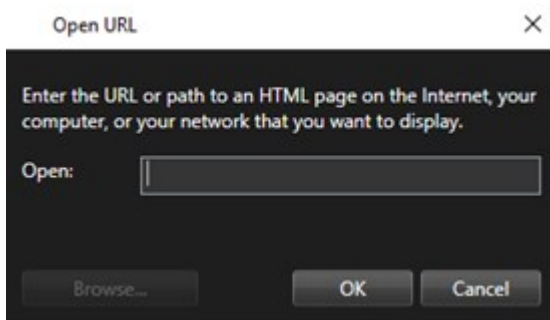 Open URL
Enter the URL or path to an HTML page on the Internet, your
computer, or your network that you want to display.
Open:
Browse...
OK
Cancel